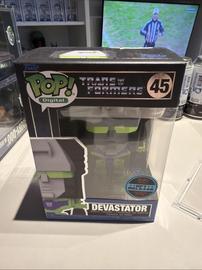 POP!
Digital
TRANSFORMERS
45
DEVASTATOR